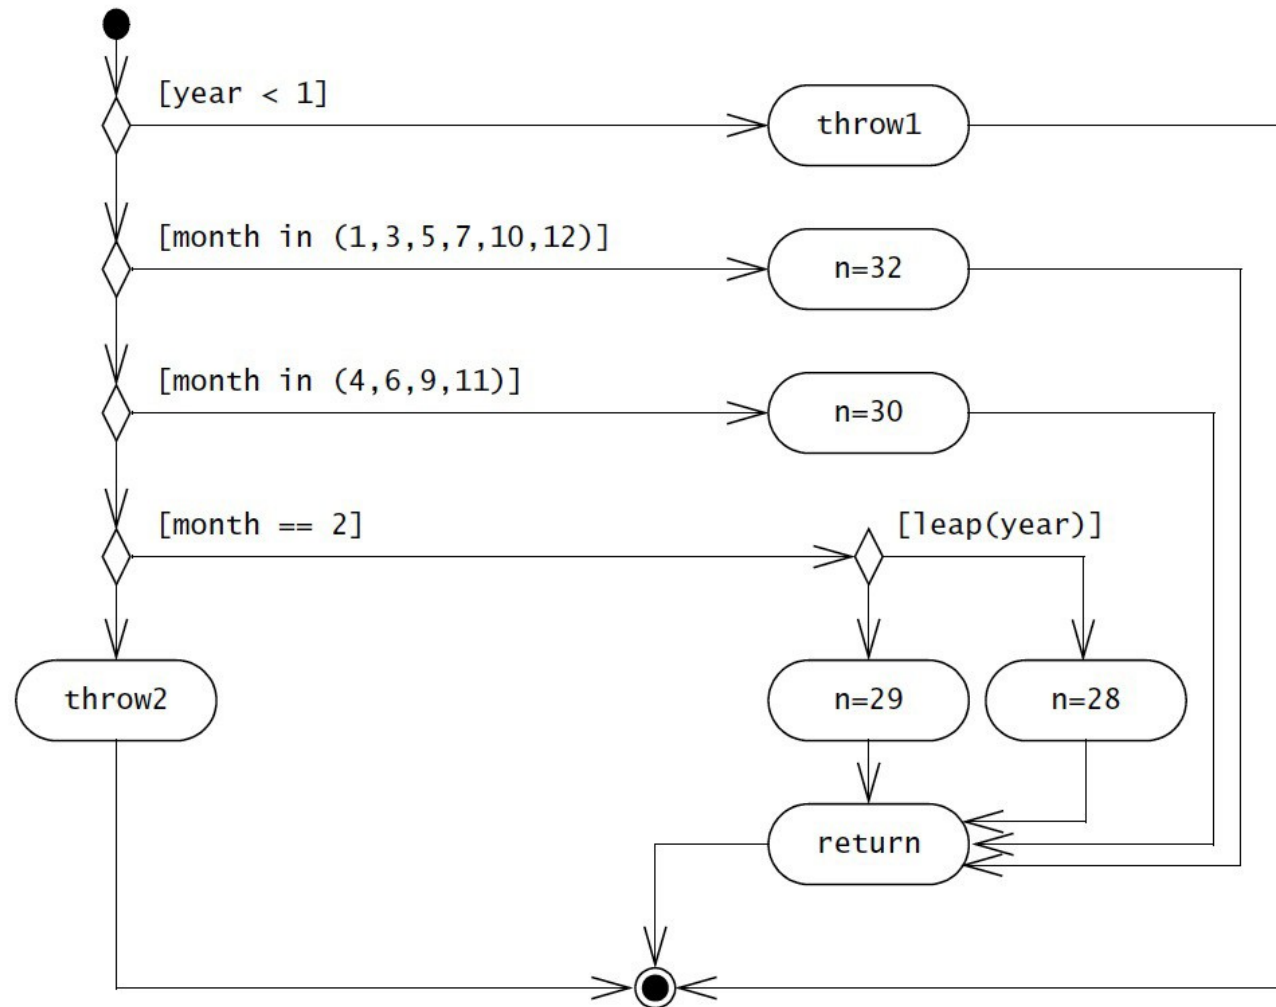 [year < 1]
throw1
[month in (1,3,5,7,10,12)]
n=32
[month in (4,6,9,11)]
n=30
[month == 2]
[leap(year)]
throw2
n=29
n=28
return